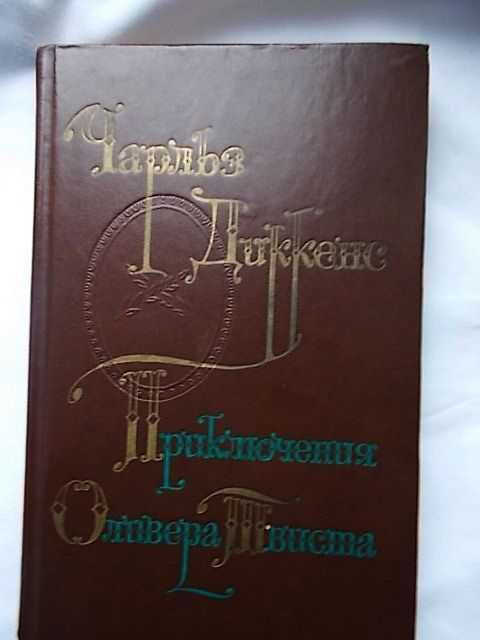 Чарльз
Диккенс
Приключения
Оливера Твиста